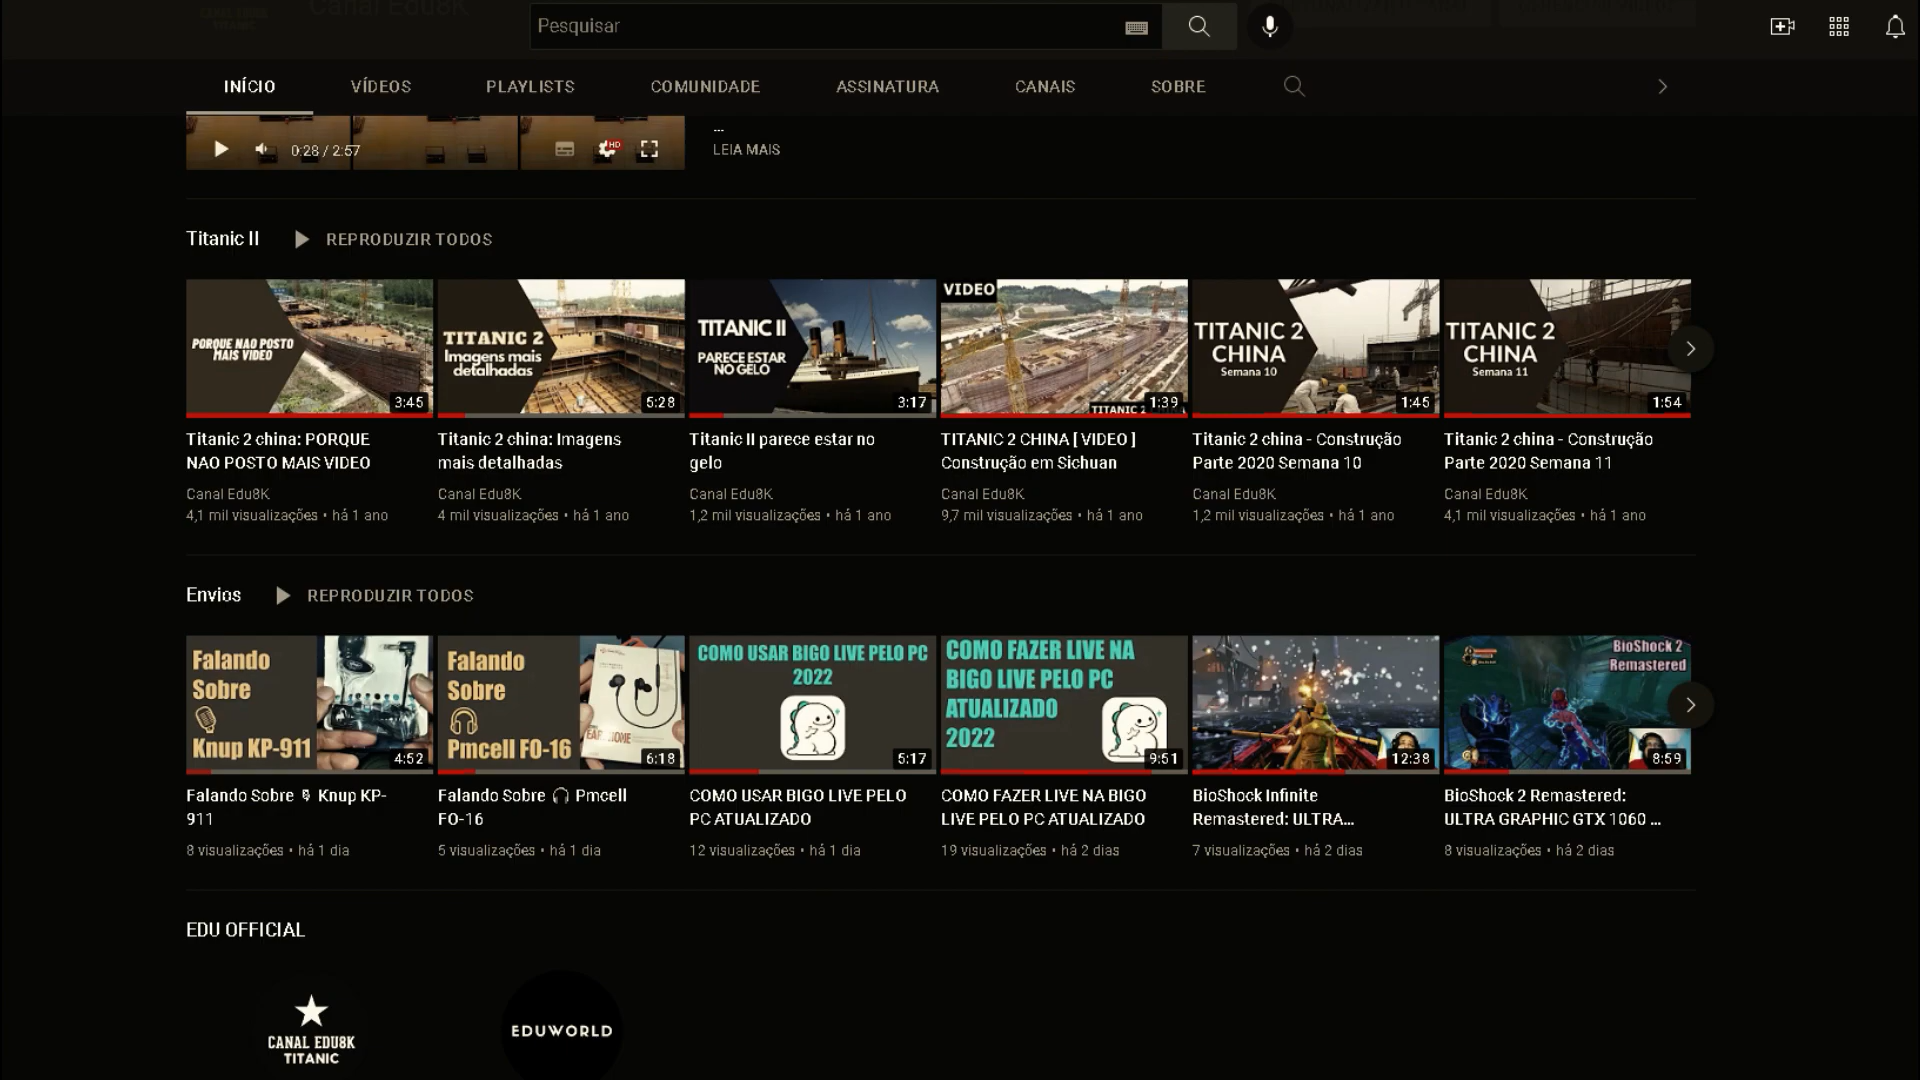 Canal Edu8K
Pesquisar
INÍCIO VÍDEOS PLAYLISTS COMUNIDADE ASSINATURA CANAIS SOBRE
0:28 / 2:57
HD
...
LEIA MAIS
Titanic II REPRODUZIR TODOS
PORQUE NAO POSTO
MAIS VIDEO
3:45
TITANIC 2
Imagens mais
detalhadas
5:28
TITANIC II
PARECE ESTAR
NO GELO
3:17
VIDEO
TITANIC 2
1:39
TITANIC 2
CHINA
Semana 10
1:45
TITANIC 2
CHINA
Semana 11
1:54
Titanic 2 china: PORQUE
NAO POSTO MAIS VIDEO
Canal Edu8K
4,1 mil visualizações • há 1 ano
Titanic 2 china: Imagens
mais detalhadas
Canal Edu8K
4 mil visualizações • há 1 ano
Titanic II parece estar no
gelo
Canal Edu8K
1,2 mil visualizações • há 1 ano
TITANIC 2 CHINA [ VIDEO ]
Construção em Sichuan
Canal Edu8K
9,7 mil visualizações • há 1 ano
Titanic 2 china - Construção
Parte 2020 Semana 10
Canal Edu8K
1,2 mil visualizações • há 1 ano
Titanic 2 china - Construção
Parte 2020 Semana 11
Canal Edu8K
4,1 mil visualizações • há 1 ano
Envios REPRODUZIR TODOS
Falando
Sobre
Knup KP-911
4:52
Falando
Sobre
Pmcell FO-16
6:18
COMO USAR BIGO LIVE PELO PC
2022
5:17
COMO FAZER LIVE NA
BIGO LIVE PELO PC
ATUALIZADO
2022
9:51
12:38
BioShock 2
Remastered
8:59
Falando Sobre 🎙 Knup KP-
911
8 visualizações • há 1 dia
Falando Sobre 🎧 Pmcell
FO-16
5 visualizações • há 1 dia
COMO USAR BIGO LIVE PELO
PC ATUALIZADO
12 visualizações • há 1 dia
COMO FAZER LIVE NA BIGO
LIVE PELO PC ATUALIZADO
19 visualizações • há 2 dias
BioShock Infinite
Remastered: ULTRA...
7 visualizações • há 2 dias
BioShock 2 Remastered:
ULTRA GRAPHIC GTX 1060 ...
8 visualizações • há 2 dias
EDU OFFICIAL
CANAL EDU8K
TITANIC
EDUWORLD